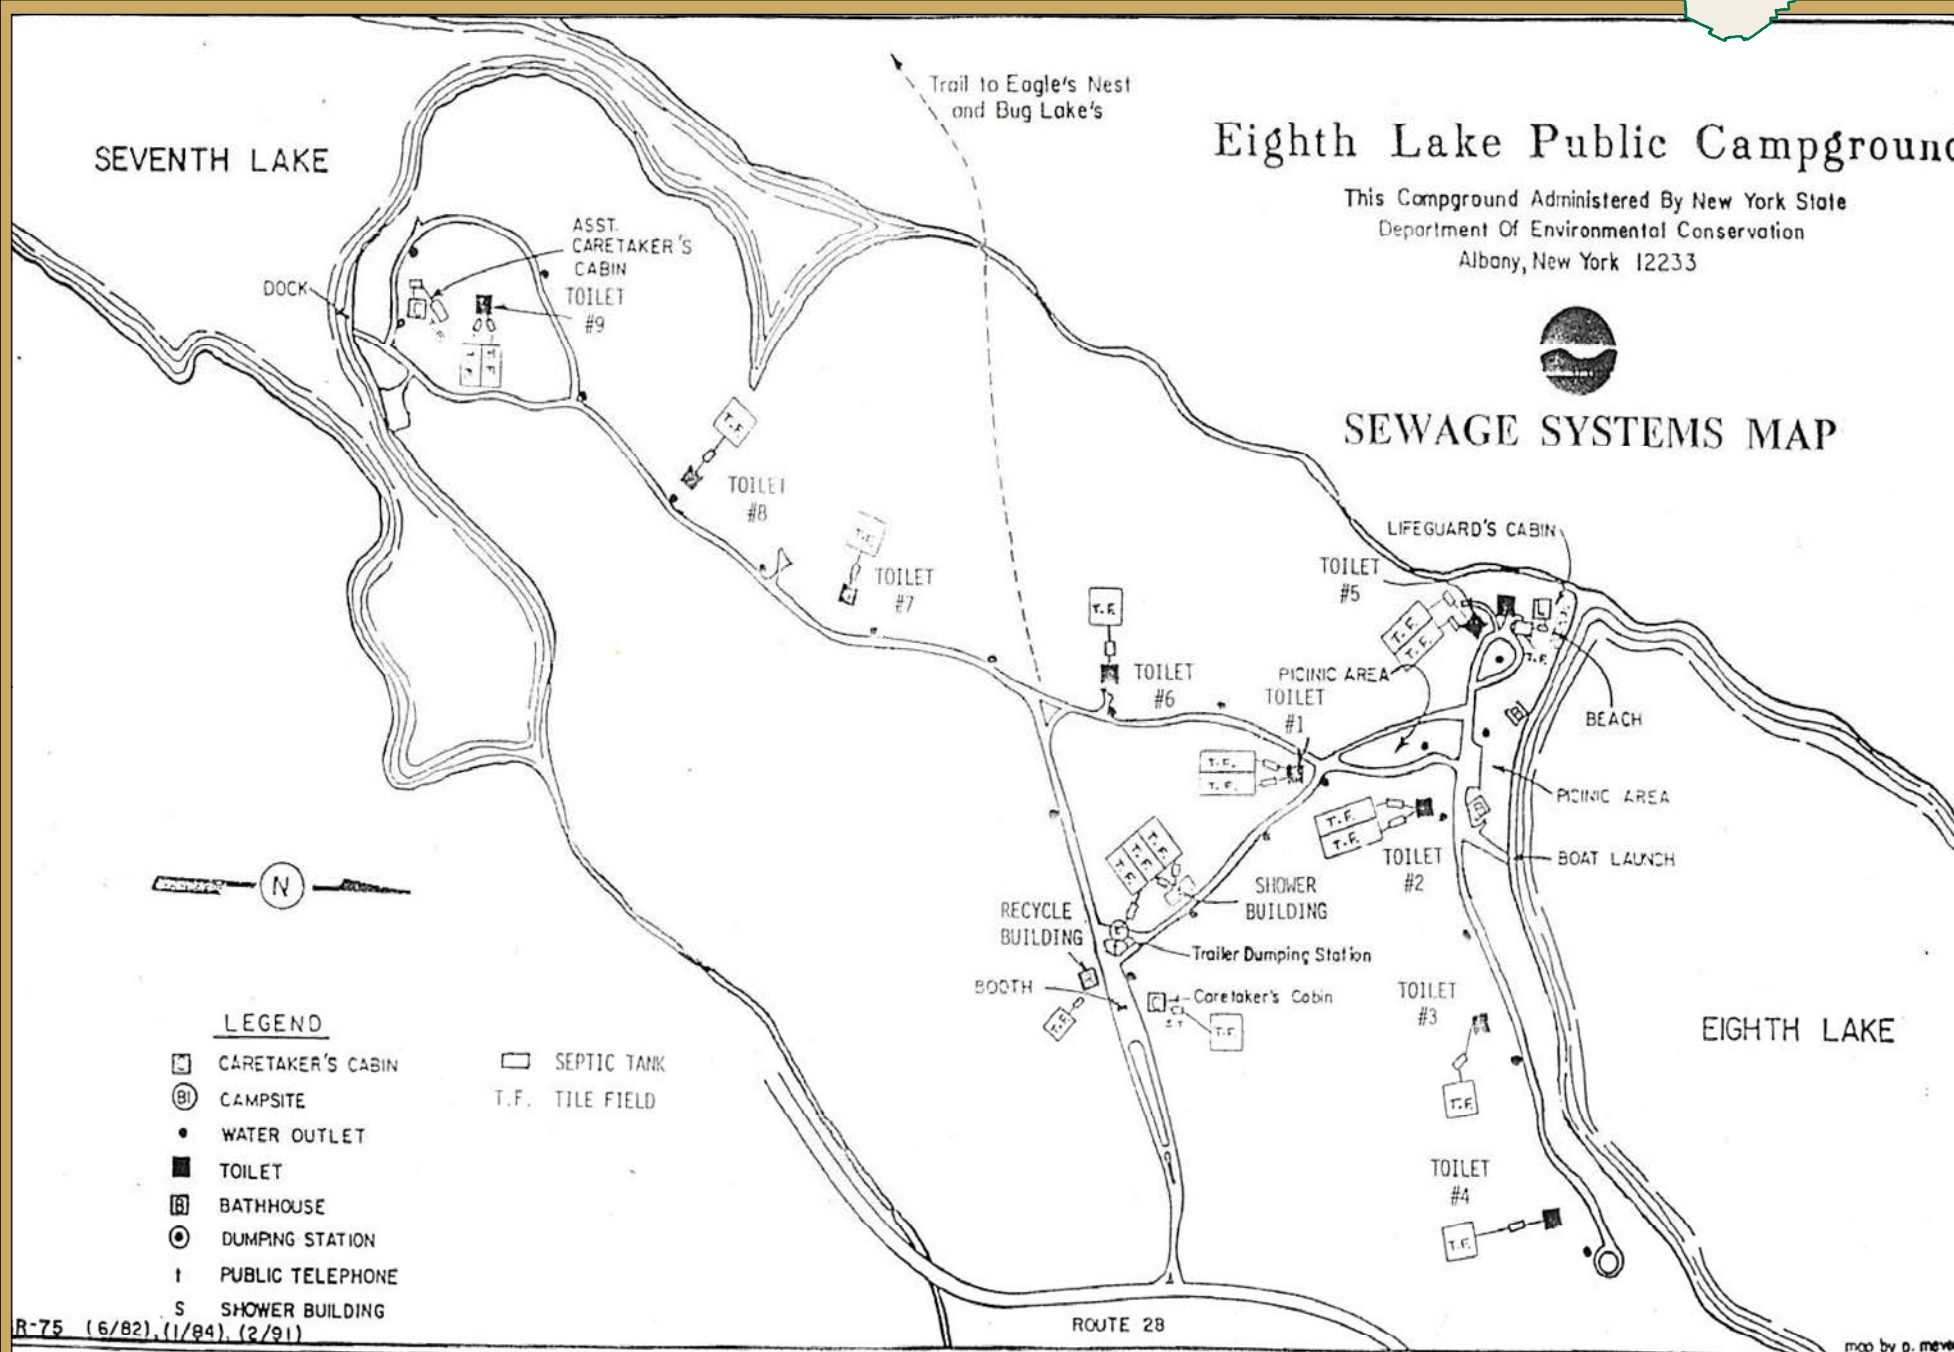 Trail to Eagle's Nest
and Bug Lake's
Eighth Lake Public Campground
This Campground Administered By New York State
Department Of Environmental Conservation
Albany, New York 12233
SEWAGE SYSTEMS MAP
SEVENTH LAKE
ASST.
CARETAKER'S
CABIN
DOCK
TOILET
#9
C
T.F.
T.F.
T.F.
T.F.
TOILET
#8
T.F.
TOILET
#7
T.F.
TOILET
#6
LIFEGUARD'S CABIN
TOILET
#5
L
T.F.
T.F.
T.F.
PICINIC AREA
TOILET
#1
T.F.
T.F.
B
BEACH
PICINIC AREA
B
BOAT LAUNCH
T.F.
T.F.
TOILET
#2
T.F.
T.F.
T.F.
SHOWER
BUILDING
RECYCLE
BUILDING
Trailer Dumping Station
BOOTH
C
Caretaker's Cabin
S.T
T.F.
T.F.
TOILET
#3
T.F.
EIGHTH LAKE
TOILET
#4
T.F.
N
LEGEND
C CARETAKER'S CABIN
B1 CAMPSITE
WATER OUTLET
TOILET
B BATHHOUSE
DUMPING STATION
t PUBLIC TELEPHONE
S SHOWER BUILDING
SEPTIC TANK
T.F. TILE FIELD
ROUTE 28
R-75 (6/82), (1/84), (2/91)
map by p. meye